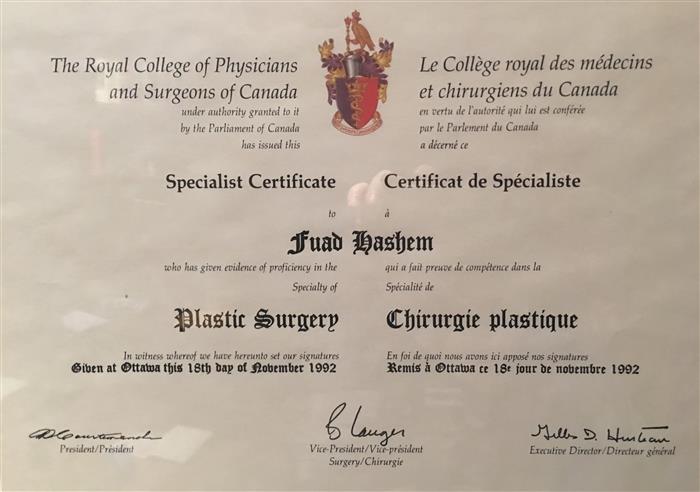 The Royal College of Physicians
and Surgeons of Canada
under authority granted to it
by the Parliament of Canada
has issued this
Le Collège royal des médecins
et chirurgiens du Canada
en vertu de l'autorité qui lui est conférée
par le Parlement du Canada
a décerné ce
Specialist Certificate
Certificat de Spécialiste
to
à
Fuad Hashem
who has given evidence of proficiency in the
qui a fait preuve de compétence dans la
Specialty of
Spécialité de
Plastic Surgery
Chirurgie plastique
In witness whereof we have hereunto set our signatures
En foi de quoi nous avons ici apposé nos signatures
Given at Ottawa this 18th day of November 1992
Remis à Ottawa ce 18e jour de novembre 1992
President/Président
Vice-President/Vice-président
Surgery/Chirurgie
Gilles D.
Executive Director/Directeur général